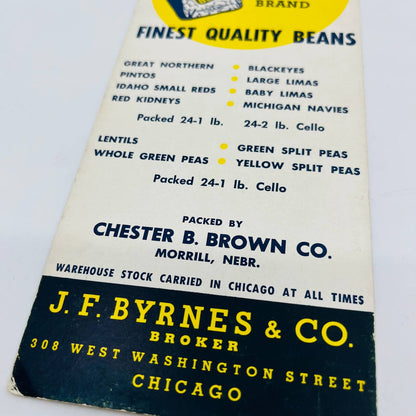 BRAND
FINEST QUALITY BEANS
GREAT NORTHERN • BLACKEYES
PINTOS • LARGE LIMAS
IDAHO SMALL REDS • BABY LIMAS
RED KIDNEYS • MICHIGAN NAVIES
Packed 24-1 lb. 24-2 lb. Cello
LENTILS • GREEN SPLIT PEAS
WHOLE GREEN PEAS • YELLOW SPLIT PEAS
Packed 24-1 lb. Cello
PACKED BY
CHESTER B. BROWN CO.
MORRILL, NEBR.
WAREHOUSE STOCK CARRIED IN CHICAGO AT ALL TIMES
J. F. BYRNES & CO.
BROKER
308 WEST WASHINGTON STREET
CHICAGO